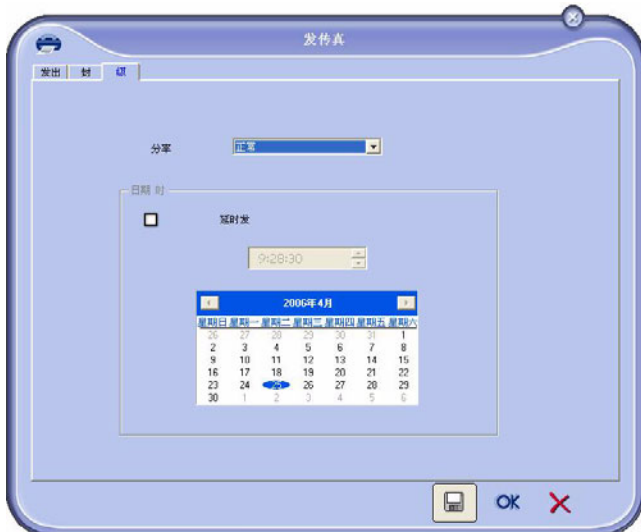 发传真
发出 封
分率 正常
日期 时
延时发
9:28:30
2006年4月
星期日 星期一 星期二 星期三 星期四 星期五 星期六
26 27 28 29 30 31 1
2 3 4 5 6 7 8
9 10 11 12 13 14 15
16 17 18 19 20 21 22
23 24 25 26 27 28 29
30 1 2 3 4 5 6
OK